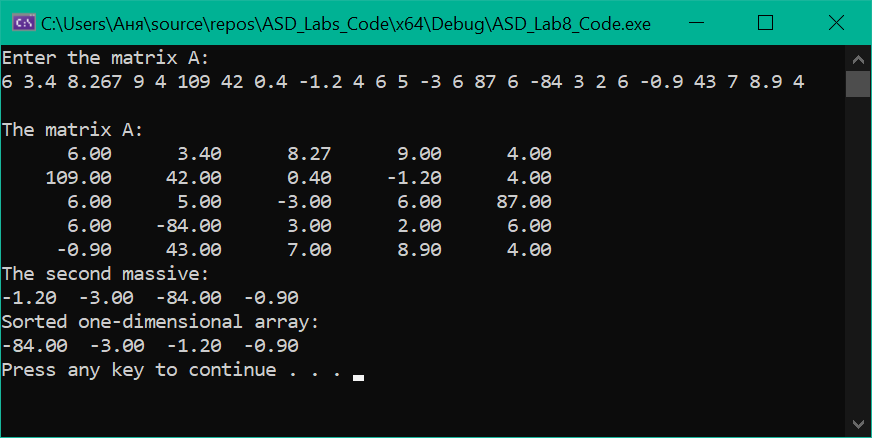 C:\Users\Аня\source\repos\ASD_Labs_Code\x64\Debug\ASD_Lab8_Code.exe
Enter the matrix A:
6 3.4 8.267 9 4 109 42 0.4 -1.2 4 6 5 -3 6 87 6 -84 3 2 6 -0.9 43 7 8.9 4
The matrix A:
6.00 3.40 8.27 9.00 4.00
109.00 42.00 0.40 -1.20 4.00
6.00 5.00 -3.00 6.00 87.00
6.00 -84.00 3.00 2.00 6.00
-0.90 43.00 7.00 8.90 4.00
The second massive:
-1.20 -3.00 -84.00 -0.90
Sorted one-dimensional array:
-84.00 -3.00 -1.20 -0.90
Press any key to continue . . .